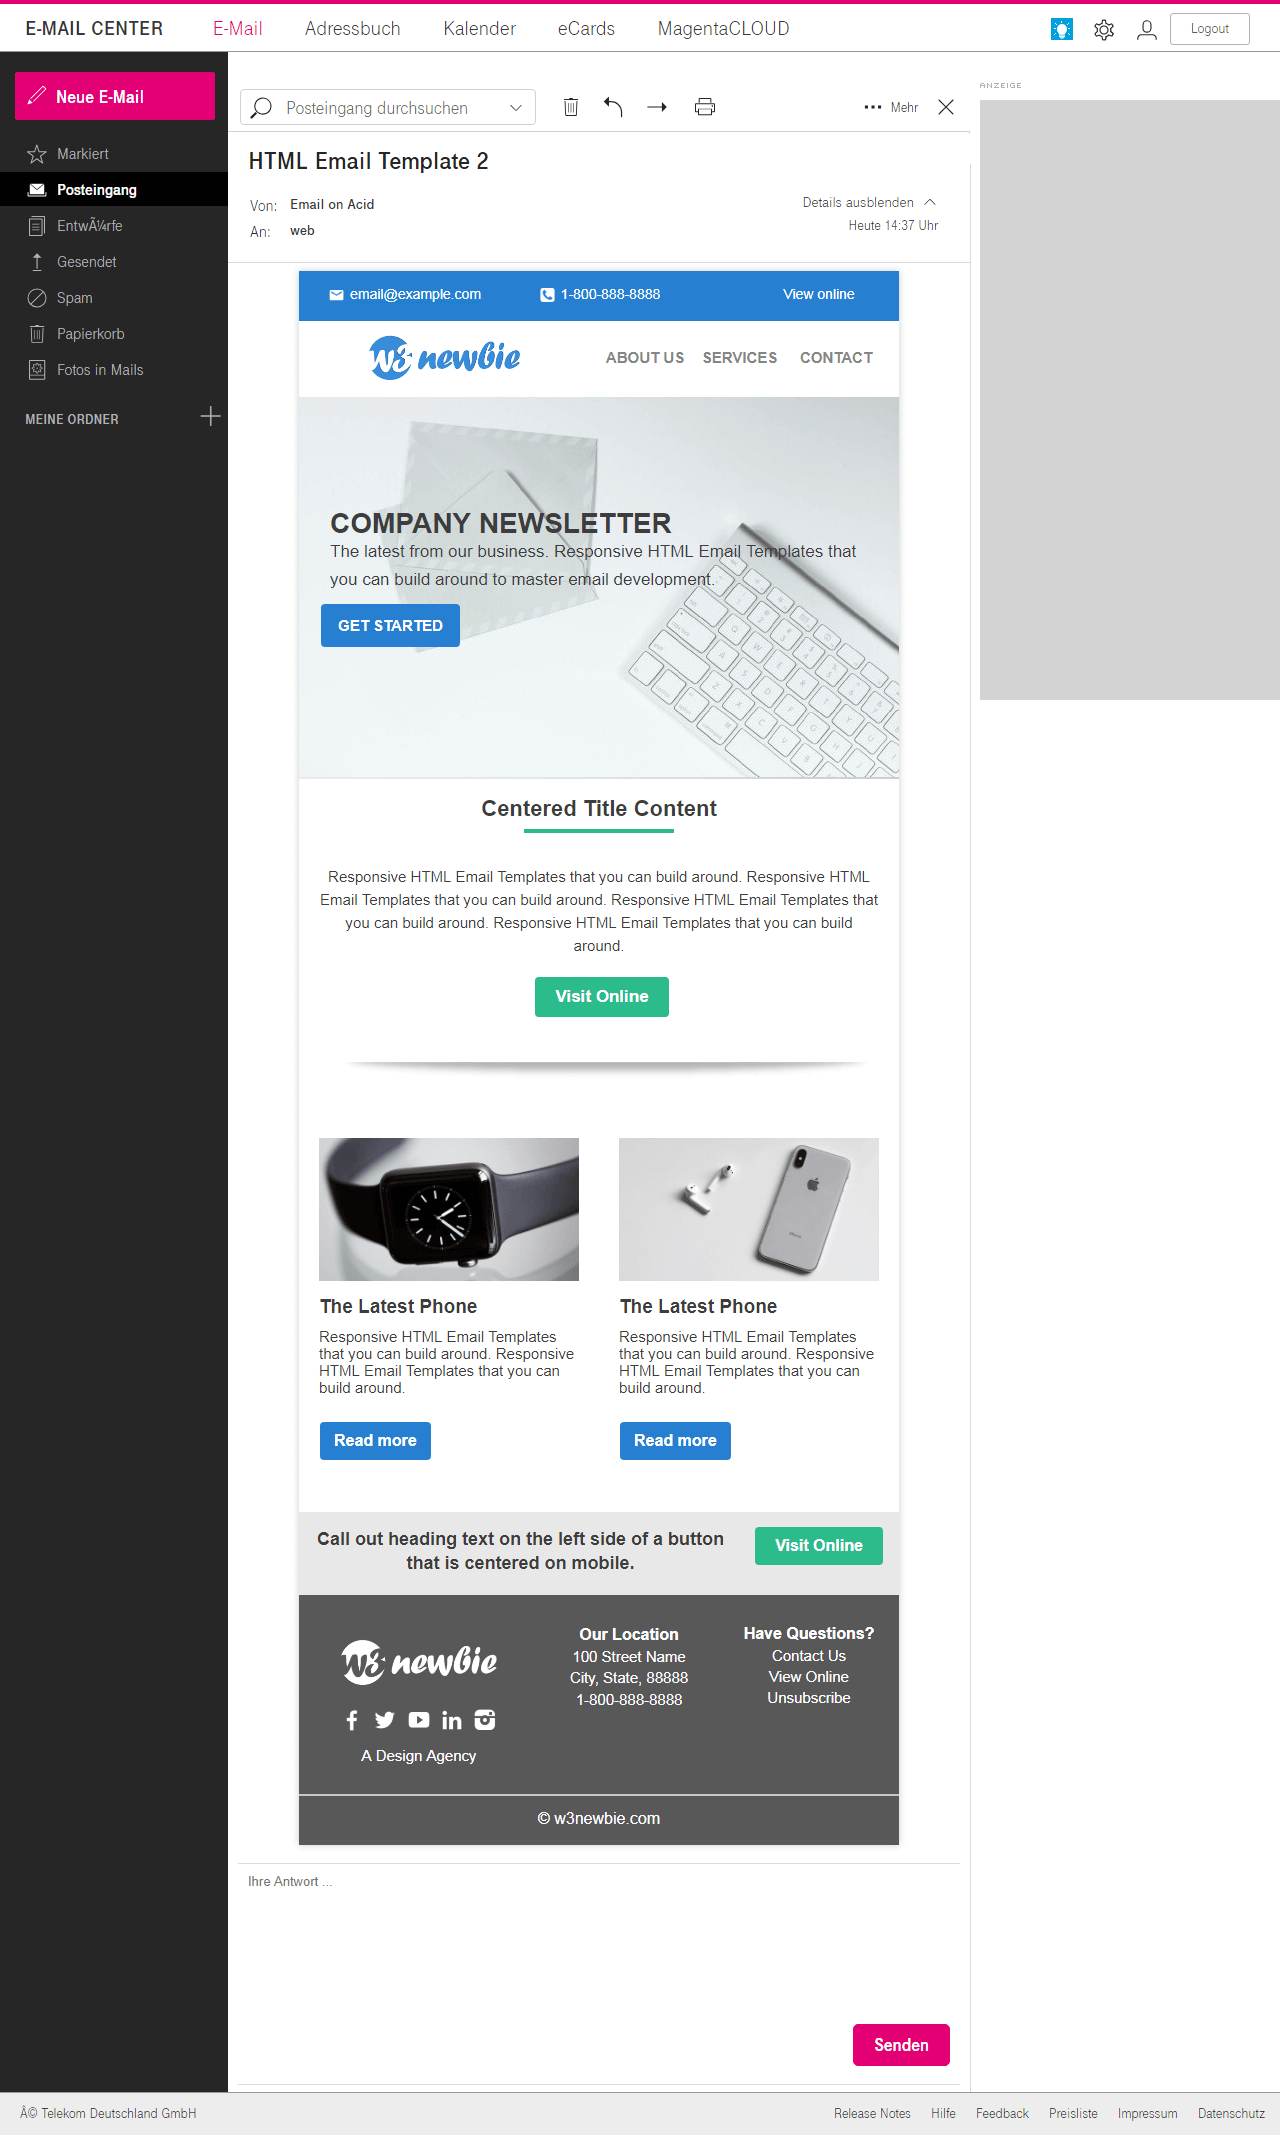 E-MAIL CENTER E-Mail Adressbuch Kalender eCards MagentaCLOUD Logout
ANZEIGE
Neue E-Mail
Markiert
Posteingang
EntwÃ¼rfe
Gesendet
Spam
Papierkorb
Fotos in Mails
MEINE ORDNER
Posteingang durchsuchen Mehr
HTML Email Template 2
Von: Email on Acid Details ausblenden
An: web Heute 14:37 Uhr
email@example.com 1-800-888-8888 View online
W3 newbie ABOUT US SERVICES CONTACT
COMPANY NEWSLETTER
The latest from our business. Responsive HTML Email Templates that
you can build around to master email development.
GET STARTED
Centered Title Content
Responsive HTML Email Templates that you can build around. Responsive HTML
Email Templates that you can build around. Responsive HTML Email Templates that
you can build around. Responsive HTML Email Templates that you can build
around.
Visit Online
The Latest Phone
Responsive HTML Email Templates
that you can build around. Responsive
HTML Email Templates that you can
build around.
Read more
The Latest Phone
Responsive HTML Email Templates
that you can build around. Responsive
HTML Email Templates that you can
build around.
Read more
Call out heading text on the left side of a button
that is centered on mobile.
Visit Online
W3 newbie
A Design Agency
Our Location
100 Street Name
City, State, 88888
1-800-888-8888
Have Questions?
Contact Us
View Online
Unsubscribe
© w3newbie.com
Ihre Antwort ...
Senden
Â© Telekom Deutschland GmbH Release Notes Hilfe Feedback Preisliste Impressum Datenschutz